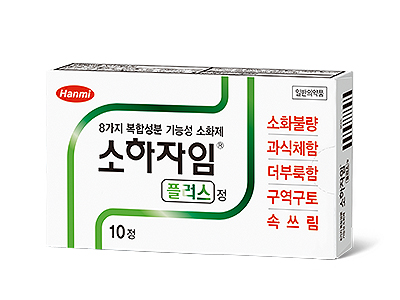 Hanmi
일반의약품
8가지 복합성분 기능성 소화제
소하자임®
플러스정
10정
소화불량
과식체함
더부룩함
구역구토
속쓰림